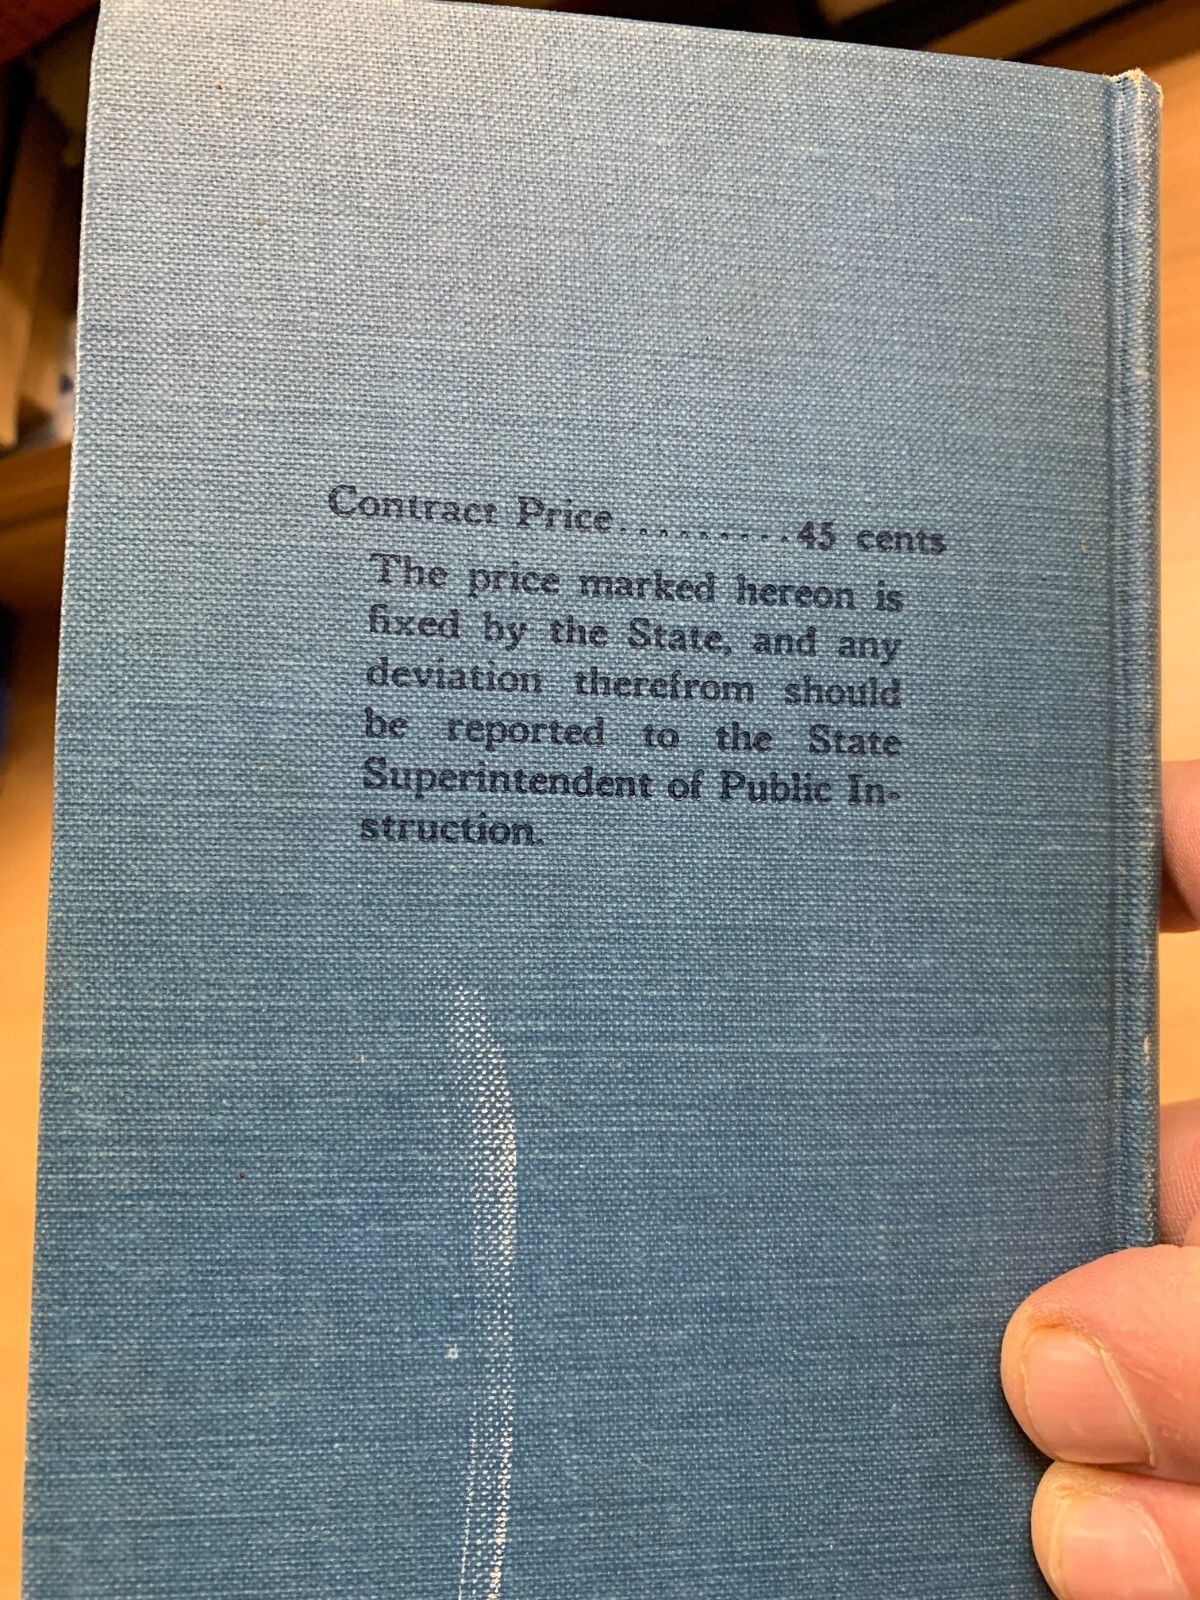 Contract Price.........45 cents
The price marked hereon is
fixed by the State, and any
deviation therefrom should
be reported to the State
Superintendent of Public In-
struction.